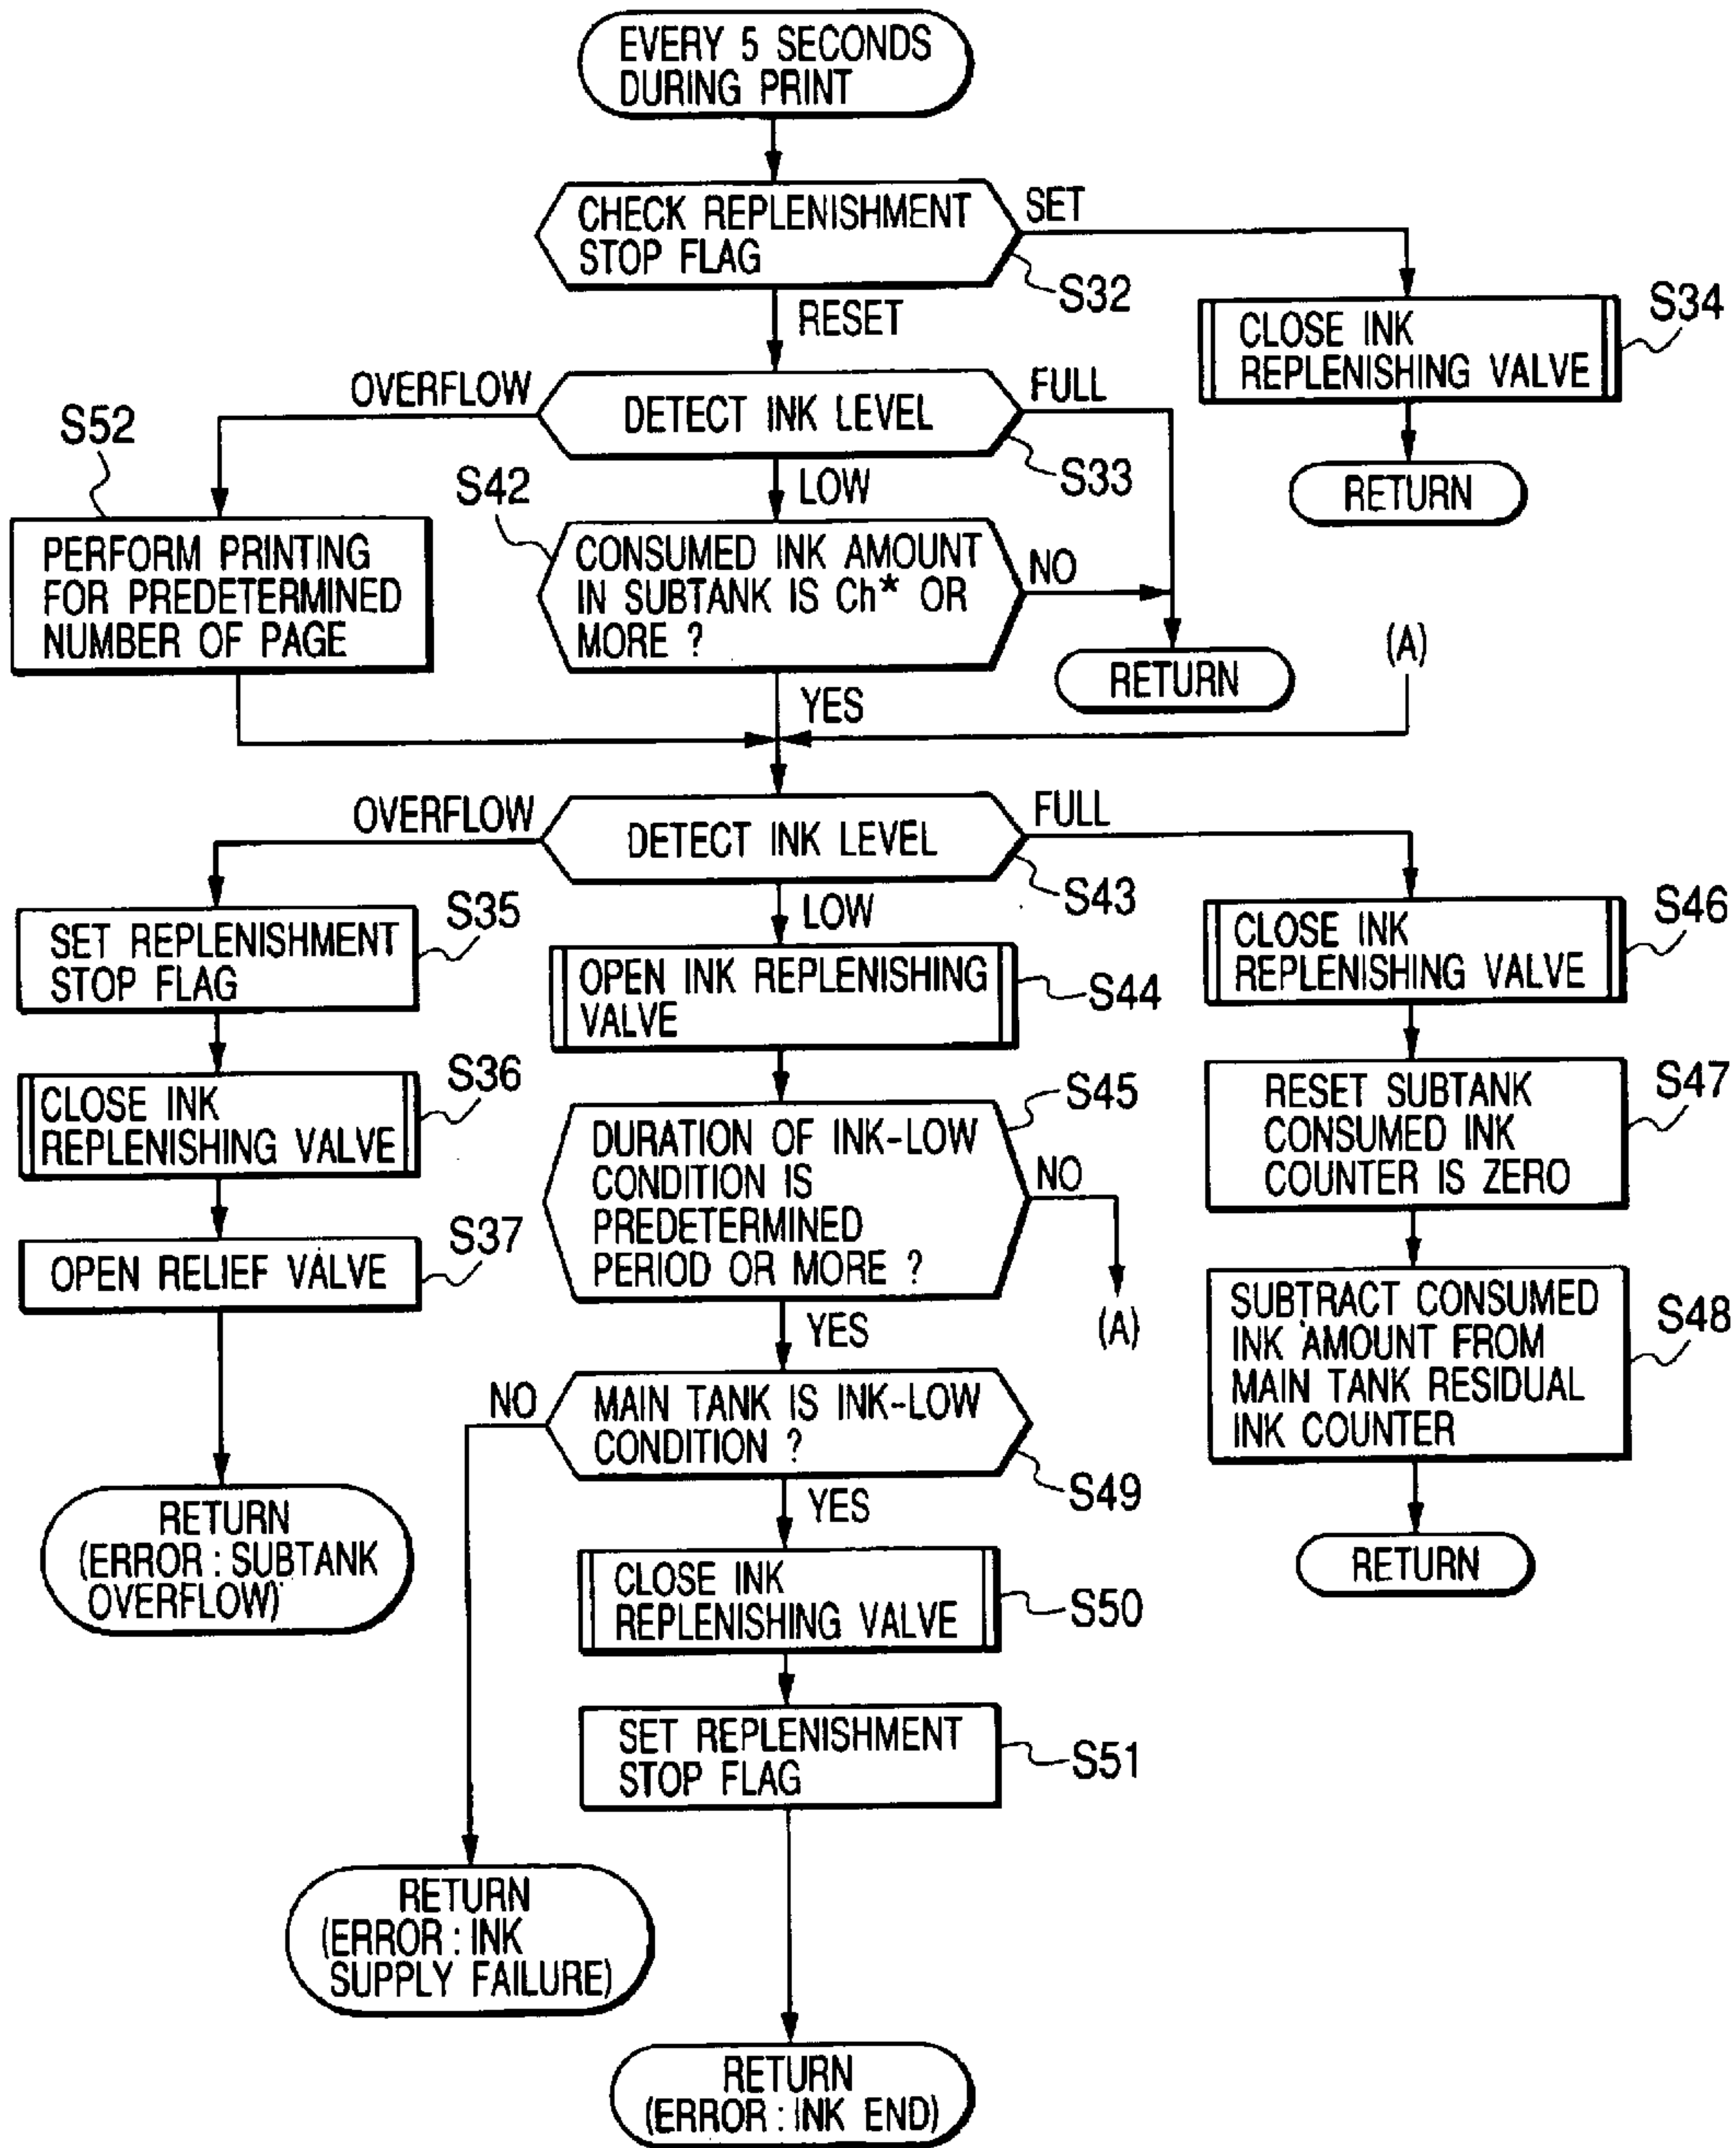 EVERY 5 SECONDS
DURING PRINT
CHECK REPLENISHMENT
STOP FLAG
SET
S32
RESET
CLOSE INK
REPLENISHING VALVE
S34
RETURN
OVERFLOW
DETECT INK LEVEL
FULL
S33
LOW
S52
PERFORM PRINTING
FOR PREDETERMINED
NUMBER OF PAGE
S42
CONSUMED INK AMOUNT
IN SUBTANK IS Ch* OR
MORE ?
NO
RETURN
YES
(A)
OVERFLOW
DETECT INK LEVEL
FULL
S43
LOW
SET REPLENISHMENT
STOP FLAG
S35
CLOSE INK
REPLENISHING VALVE
S36
OPEN RELIEF VALVE
S37
RETURN
(ERROR : SUBTANK
OVERFLOW)
OPEN INK REPLENISHING
VALVE
S44
DURATION OF INK-LOW
CONDITION IS
PREDETERMINED
PERIOD OR MORE ?
S45
NO
(A)
YES
CLOSE INK
REPLENISHING VALVE
S46
RESET SUBTANK
CONSUMED INK
COUNTER IS ZERO
S47
SUBTRACT CONSUMED
INK AMOUNT FROM
MAIN TANK RESIDUAL
INK COUNTER
S48
RETURN
NO
MAIN TANK IS INK-LOW
CONDITION ?
S49
YES
CLOSE INK
REPLENISHING VALVE
S50
SET REPLENISHMENT
STOP FLAG
S51
RETURN
(ERROR : INK
SUPPLY FAILURE)
RETURN
(ERROR : INK END)